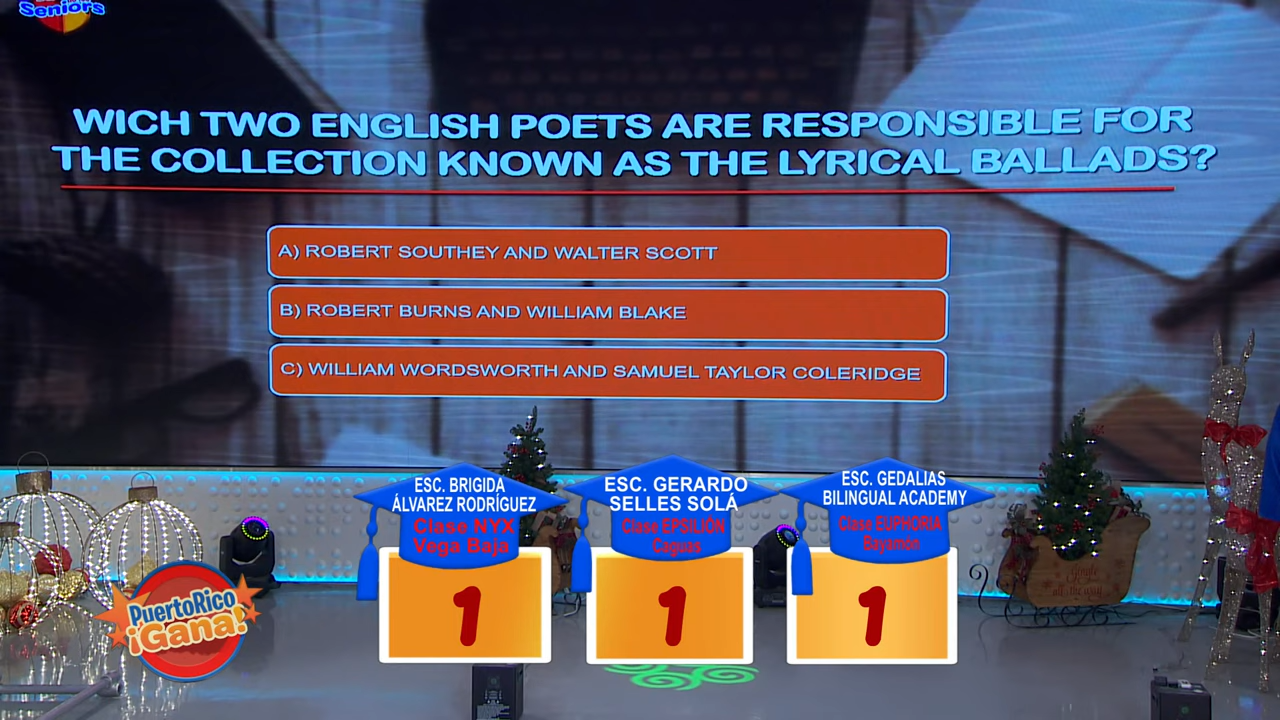 Seniors
WICH TWO ENGLISH POETS ARE RESPONSIBLE FOR
THE COLLECTION KNOWN AS THE LYRICAL BALLADS?
A) ROBERT SOUTHEY AND WALTER SCOTT
B) ROBERT BURNS AND WILLIAM BLAKE
C) WILLIAM WORDSWORTH AND SAMUEL TAYLOR COLERIDGE
ESC. BRIGIDA
ÁLVAREZ RODRÍGUEZ
Clase NYX
Vega Baja
1
ESC. GERARDO
SELLES SOLÁ
Clase EPSILIÓN
Caguas
1
ESC. GEDALIAS
BILINGUAL ACADEMY
Clase EUPHORIA
Bayamón
1
PuertoRico
¡Gana!